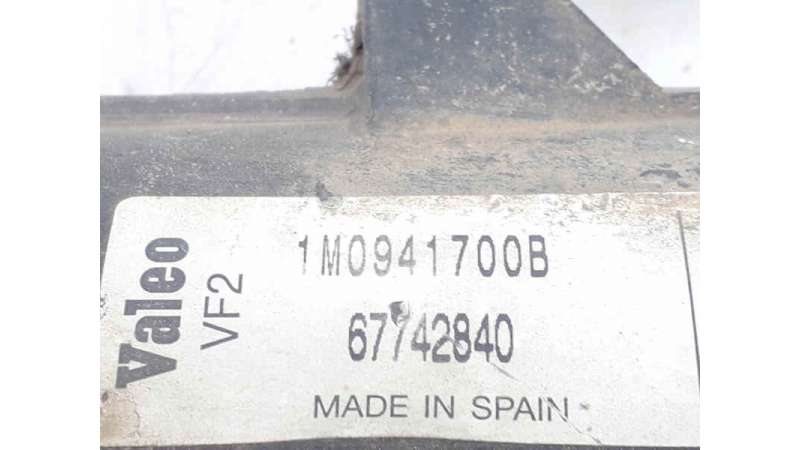 Valeo
VF2
1M0941700B
67742840
MADE IN SPAIN